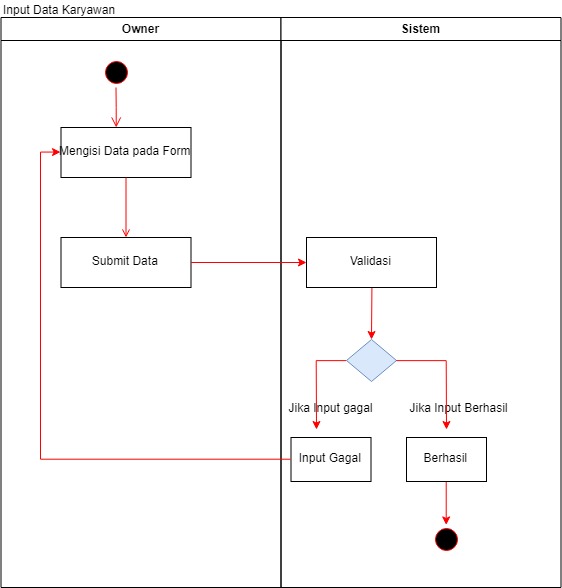 Input Data Karyawan
Owner
Sistem
Mengisi Data pada Form
Submit Data
Validasi
Jika Input gagal
Jika Input Berhasil
Input Gagal
Berhasil